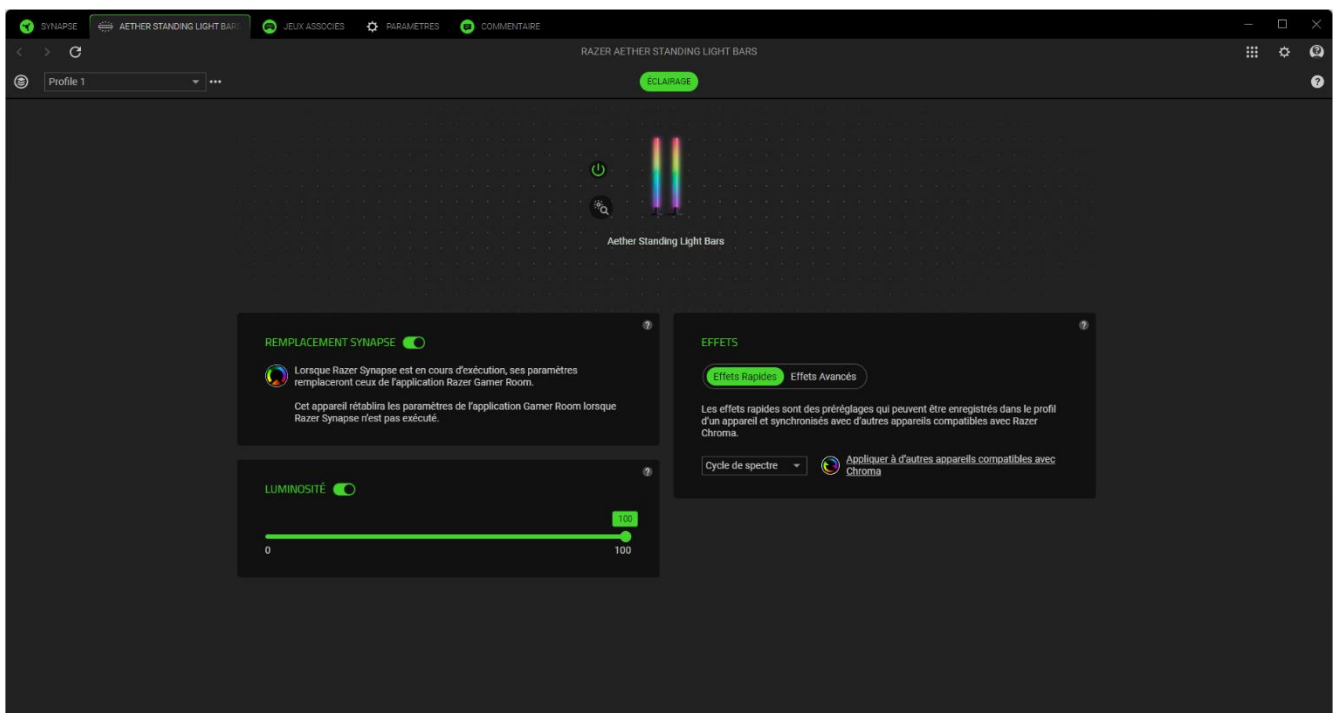 SYNAPSE
AETHER STANDING LIGHT BARS
JEUX ASSOCIÉS
PARAMÈTRES
COMMENTAIRE
RAZER AETHER STANDING LIGHT BARS
Profile 1
ÉCLAIRAGE
Aether Standing Light Bars
REMPLACEMENT SYNAPSE
Lorsque Razer Synapse est en cours d'exécution, ses paramètres
remplaceront ceux de l'application Razer Gamer Room.
Cet appareil rétablira les paramètres de l'application Gamer Room lorsque
Razer Synapse n'est pas exécuté.
LUMINOSITÉ
100
0
100
EFFETS
Effets Rapides
Effets Avancés
Les effets rapides sont des préréglages qui peuvent être enregistrés dans le profil
d'un appareil et synchronisés avec d'autres appareils compatibles avec Razer
Chroma.
Cycle de spectre
Appliquer à d'autres appareils compatibles avec
Chroma